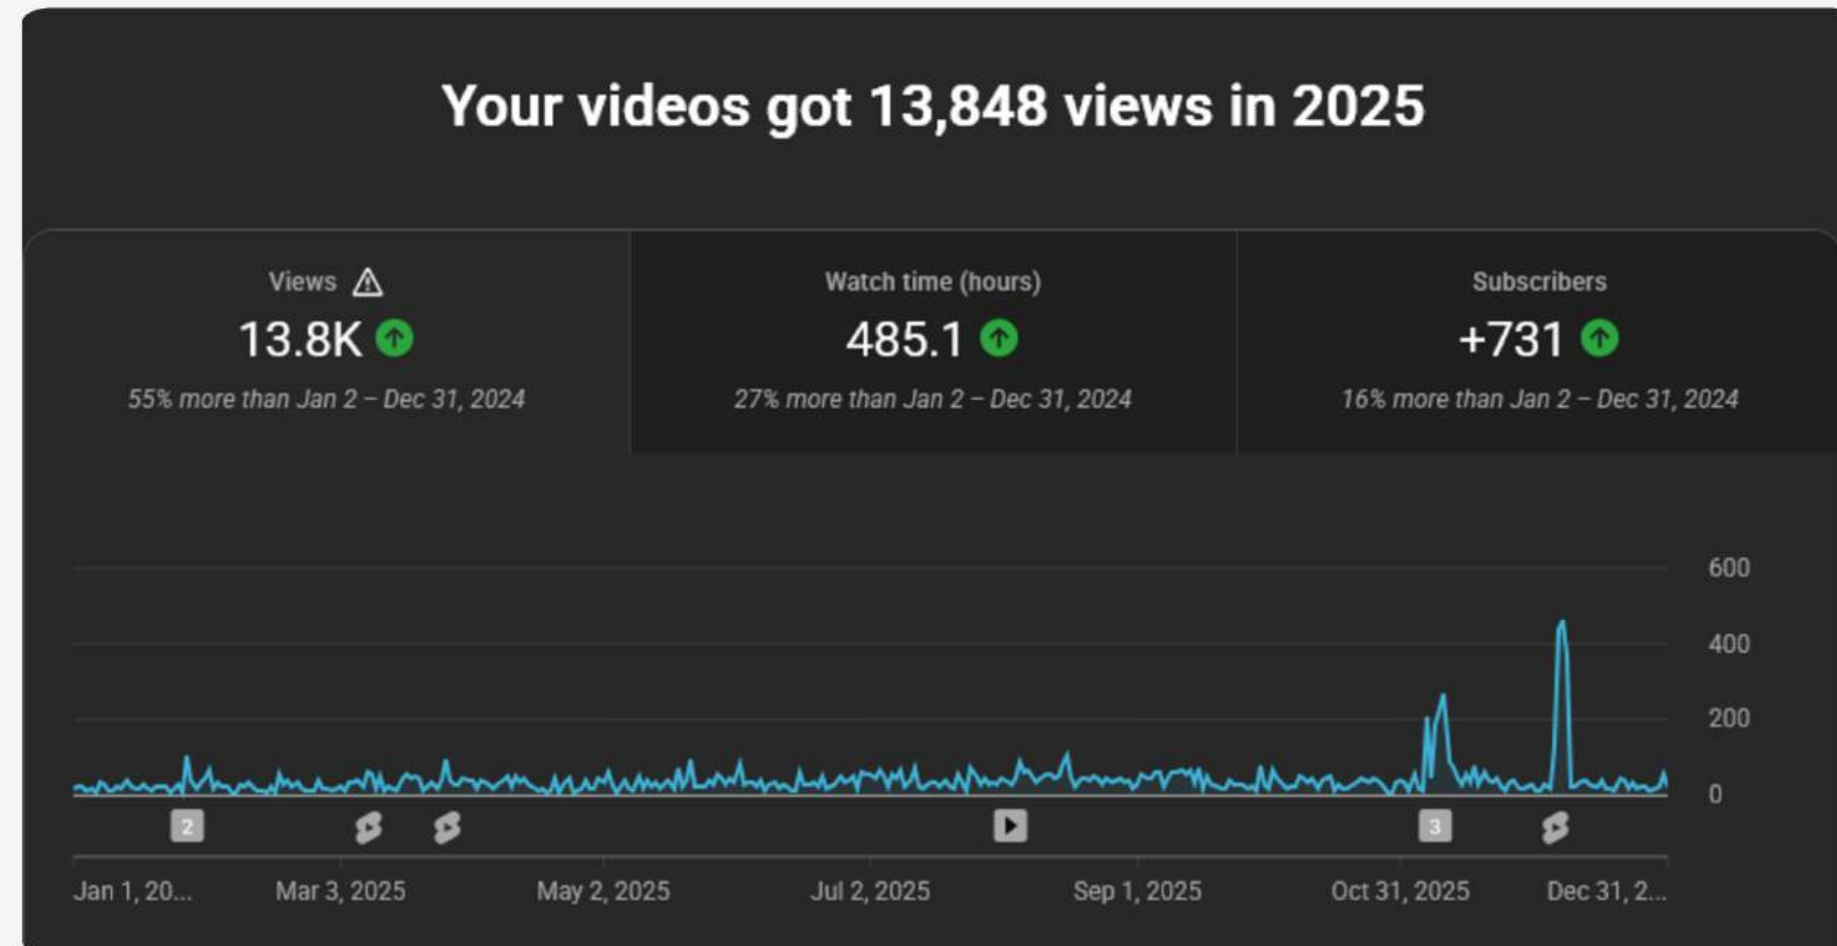 Your videos got 13,848 views in 2025
Views
13.8K
55% more than Jan 2 – Dec 31, 2024
Watch time (hours)
485.1
27% more than Jan 2 – Dec 31, 2024
Subscribers
+731
16% more than Jan 2 – Dec 31, 2024
600
400
200
0
2
3
Jan 1, 20...
Mar 3, 2025
May 2, 2025
Jul 2, 2025
Sep 1, 2025
Oct 31, 2025
Dec 31, 2...